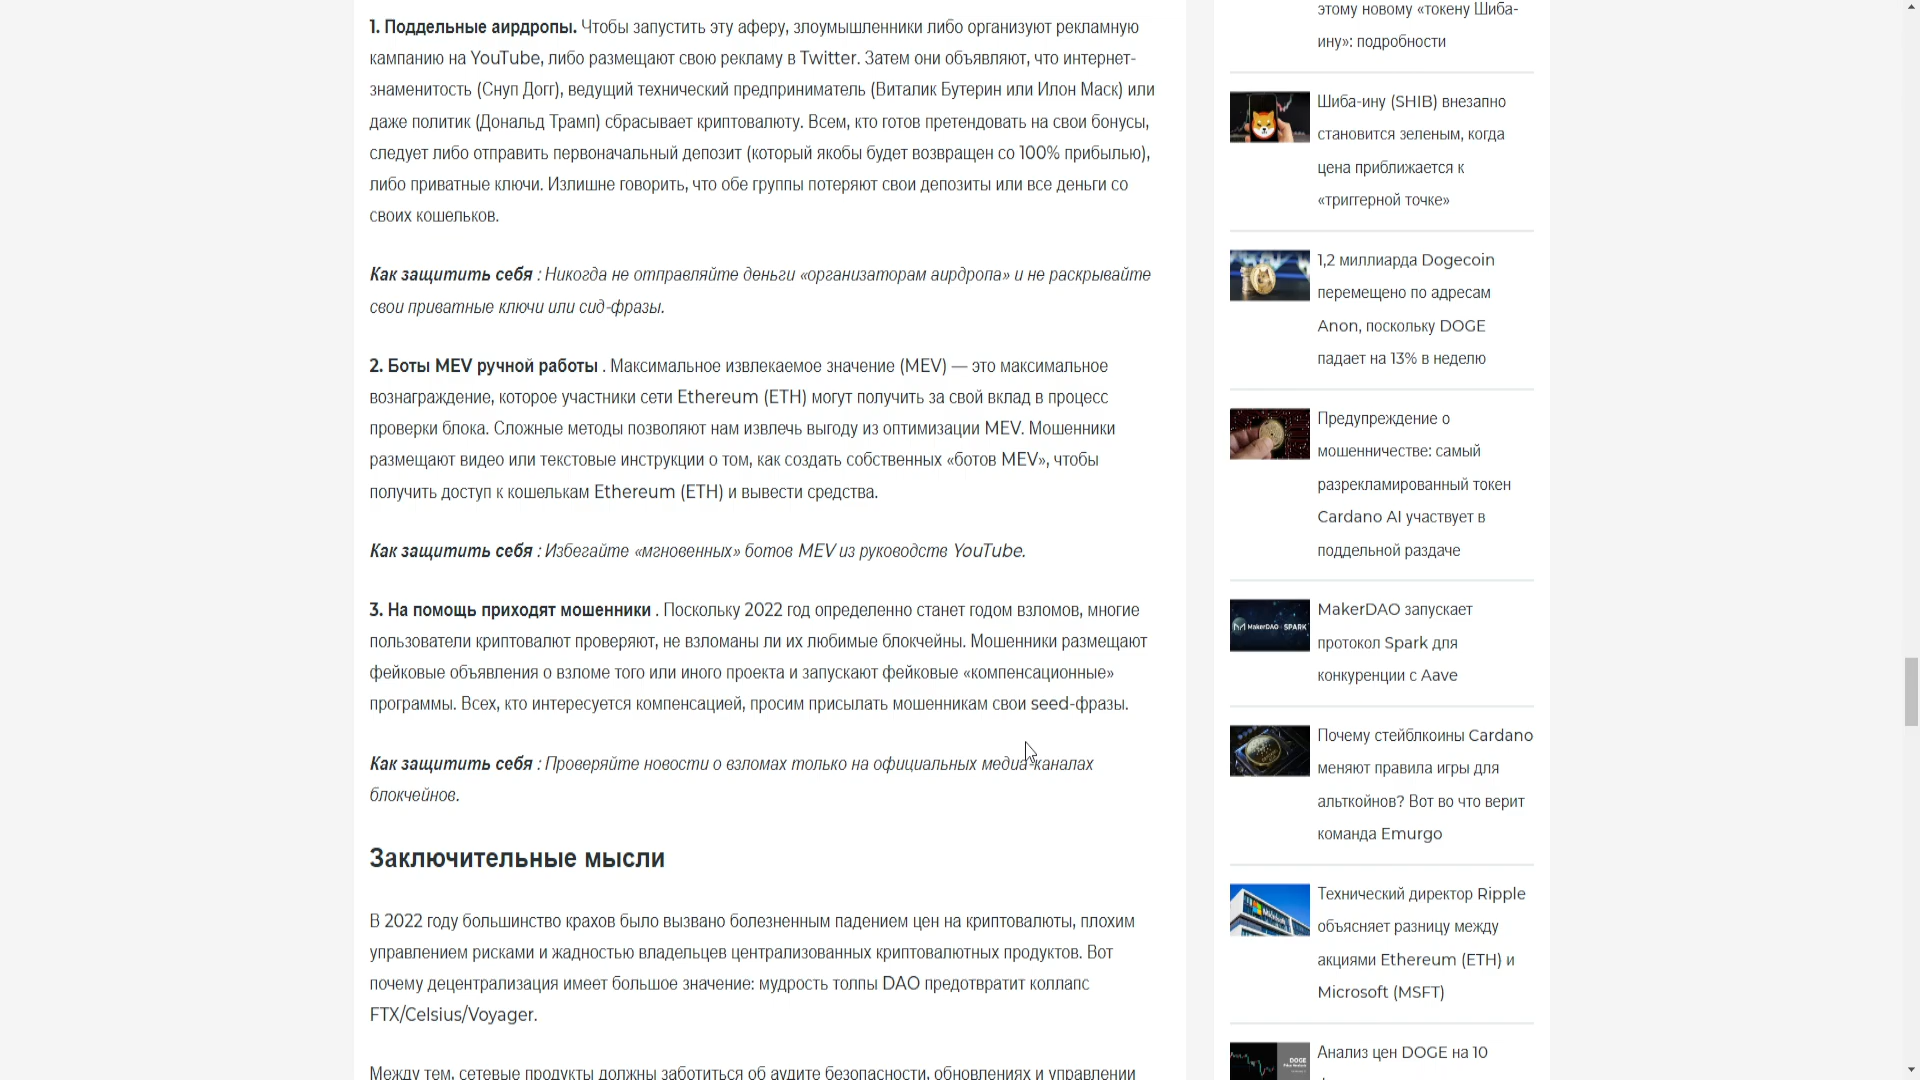 1. Поддельные аирдропы. Чтобы запустить эту аферу, злоумышленники либо организуют рекламную
кампанию на YouTube, либо размещают свою рекламу в Twitter. Затем они объявляют, что интернет-
знаменитость (Снуп Догг), ведущий технический предприниматель (Виталик Бутерин или Илон Маск) или
даже политик (Дональд Трамп) сбрасывает криптовалюту. Всем, кто готов претендовать на свои бонусы,
следует либо отправить первоначальный депозит (который якобы будет возвращен со 100% прибылью),
либо приватные ключи. Излишне говорить, что обе группы потеряют свои депозиты или все деньги со
своих кошельков.
Как защитить себя : Никогда не отправляйте деньги «организаторам аирдропа» и не раскрывайте
свои приватные ключи или сид-фразы.
2. Боты MEV ручной работы . Максимальное извлекаемое значение (MEV) — это максимальное
вознаграждение, которое участники сети Ethereum (ETH) могут получить за свой вклад в процесс
проверки блока. Сложные методы позволяют нам извлечь выгоду из оптимизации MEV. Мошенники
размещают видео или текстовые инструкции о том, как создать собственных «ботов MEV», чтобы
получить доступ к кошелькам Ethereum (ETH) и вывести средства.
Как защитить себя : Избегайте «мгновенных» ботов MEV из руководств YouTube.
3. На помощь приходят мошенники . Поскольку 2022 год определенно станет годом взломов, многие
пользователи криптовалют проверяют, не взломаны ли их любимые блокчейны. Мошенники размещают
фейковые объявления о взломе того или иного проекта и запускают фейковые «компенсационные»
программы. Всех, кто интересуется компенсацией, просим присылать мошенникам свои seed-фразы.
Как защитить себя : Проверяйте новости о взломах только на официальных медиа-каналах
блокчейнов.
Заключительные мысли
В 2022 году большинство крахов было вызвано болезненным падением цен на криптовалюты, плохим
управлением рисками и жадностью владельцев централизованных криптовалютных продуктов. Вот
почему децентрализация имеет большое значение: мудрость толпы DAO предотвратит коллапс
FTX/Celsius/Voyager.
Между тем, сетевые продукты должны заботиться об аудите безопасности, обновлениях и управлении
этому новому «токену Шиба-
ину»: подробности
Шиба-ину (SHIB) внезапно
становится зеленым, когда
цена приближается к
«триггерной точке»
1,2 миллиарда Dogecoin
перемещено по адресам
Anon, поскольку DOGE
падает на 13% в неделю
Предупреждение о
мошенничестве: самый
разрекламированный токен
Cardano AI участвует в
поддельной раздаче
MakerDAO SPARK
MakerDAO запускает
протокол Spark для
конкуренции с Aave
Почему стейблкоины Cardano
меняют правила игры для
альткойнов? Вот во что верит
команда Emurgo
Microsoft
Технический директор Ripple
объясняет разницу между
акциями Ethereum (ETH) и
Microsoft (MSFT)
DOGE
Анализ цен DOGE на 10